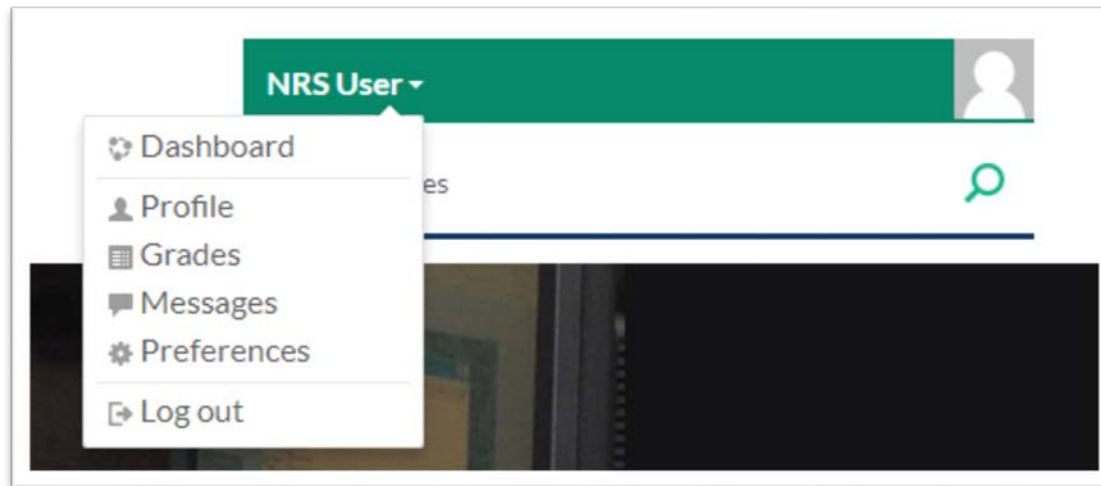 NRS User
Dashboard
es
Profile
Grades
Messages
Preferences
Log out